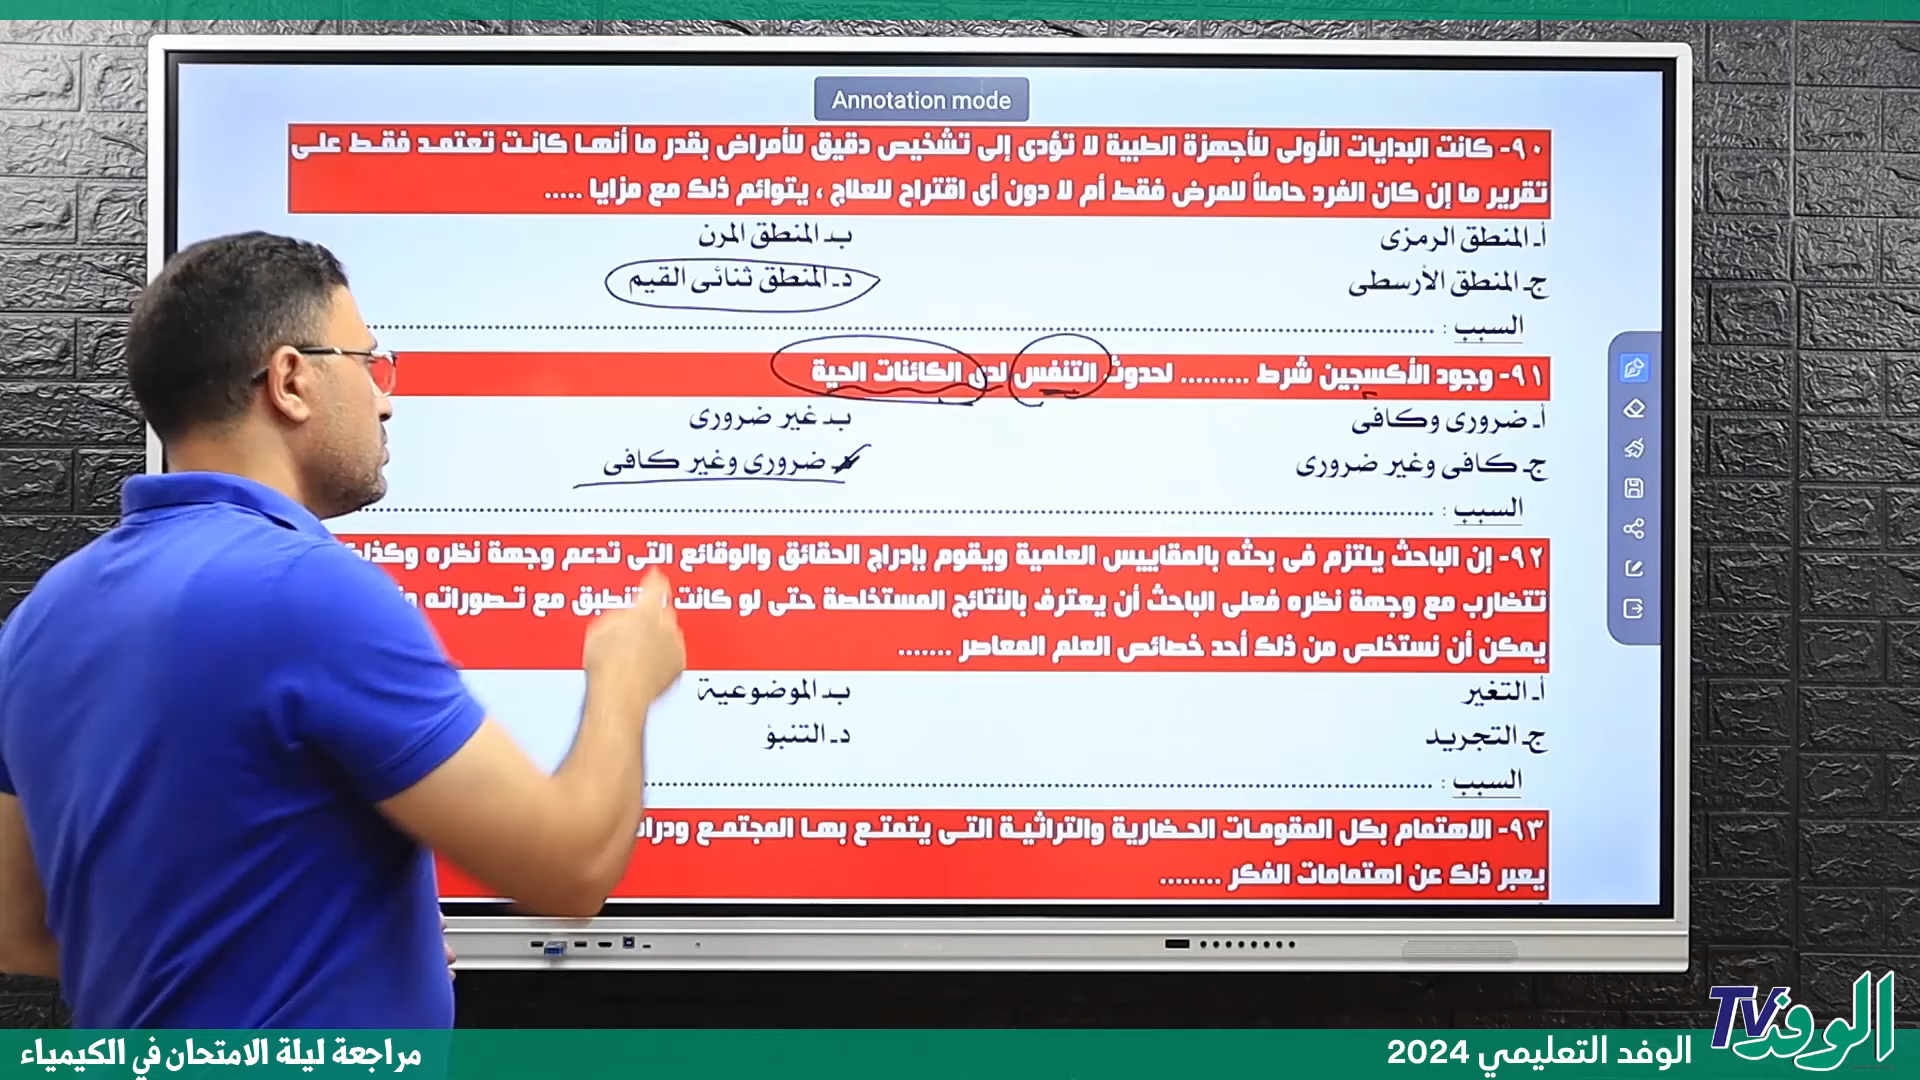 Annotation mode
٩٠- كانت البدايات الأولى للأجهزة الطبية لا تؤدى إلى تشخيص دقيق للأمراض بقدر ما أنها كانت تعتمد فقط على
تقرير ما إن كان الفرد حاملاً للمرض فقط أم لا دون أى اقتراح للعلاج ، يتوائم ذلك مع مزايا .....
أ- المنطق الرمزى
ب- المنطق المرن
ج- المنطق الأرسطى
د- المنطق ثنائى القيم
السبب :
٩١- وجود الأكسجين شرط ......... لحدوث التنفس لدى الكائنات الحية
أ- ضرورى وكافى
ب- غير ضرورى
ج- كافى وغير ضرورى
د- ضرورى وغير كافى
السبب :
٩٢- إن الباحث يلتزم فى بحثه بالمقاييس العلمية ويقوم بإدراج الحقائق والوقائع التى تدعم وجهة نظره وكذلك
تتضارب مع وجهة نظره فعلى الباحث أن يعترف بالنتائج المستخلصة حتى لو كانت تنطبق مع تصوراته
يمكن أن نستخلص من ذلك أحد خصائص العلم المعاصر .......
أ- التغير
ب- الموضوعية
ج- التجريد
د- التنبؤ
السبب :
٩٣- الاهتمام بكل المقومات الحضارية والتراثية التى يتمتع بها المجتمع
يعبر ذلك عن اهتمامات الفكر ........
الوفد TV
الوفد التعليمي 2024
مراجعة ليلة الامتحان في الكيمياء